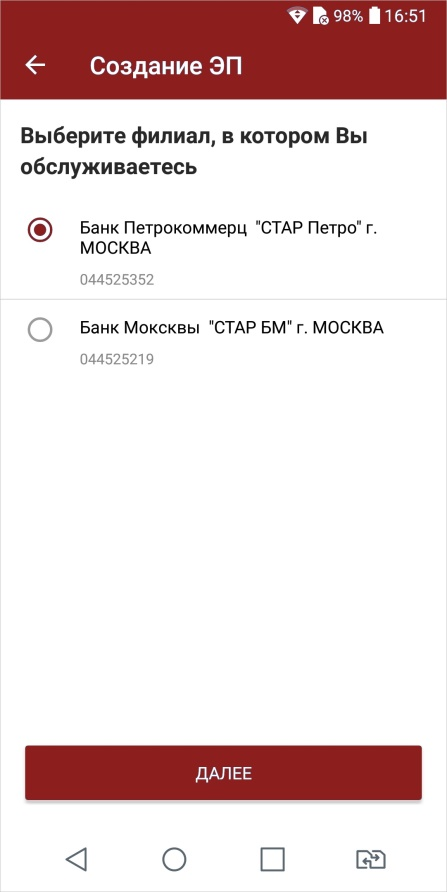 98% 16:51
Создание ЭП
Выберите филиал, в котором Вы
обслуживаетесь
Банк Петрокоммерц "СТАР Петро" г.
МОСКВА
044525352
Банк Моксквы "СТАР БМ" г. МОСКВА
044525219
ДАЛЕЕ